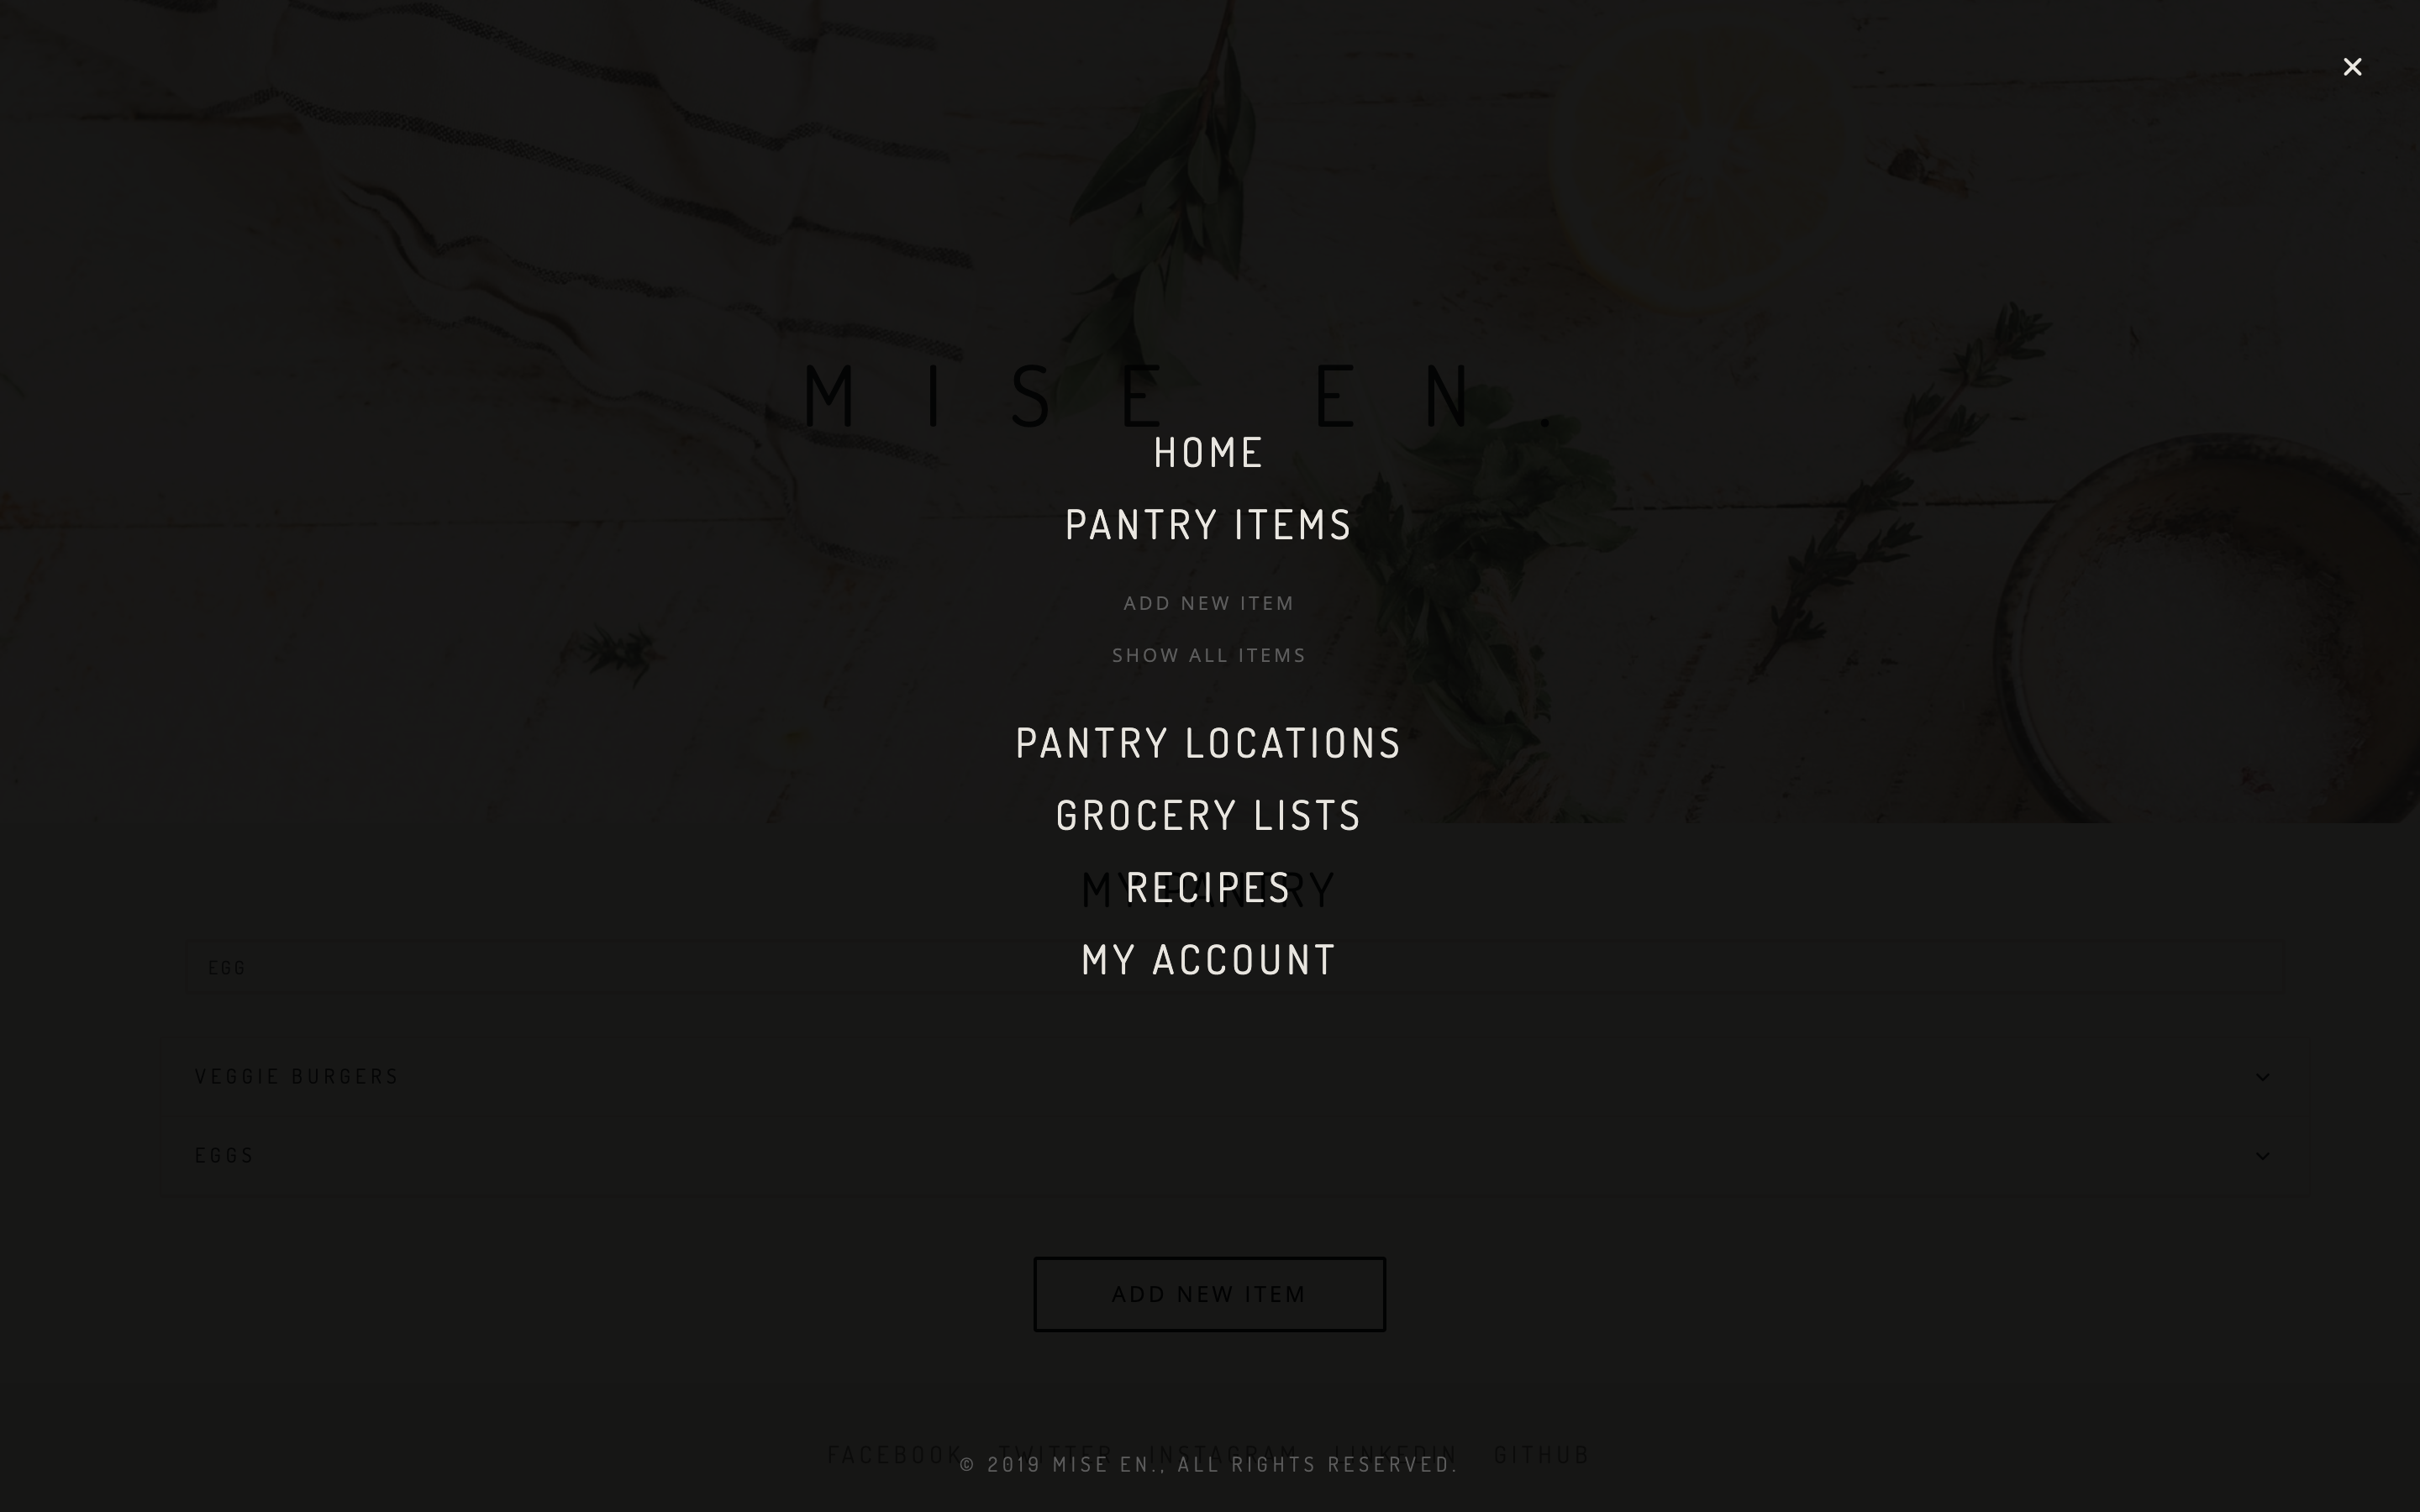 MISE EN.
HOME
PANTRY ITEMS
ADD NEW ITEM
SHOW ALL ITEMS
PANTRY LOCATIONS
GROCERY LISTS
MY PANTRY
RECIPES
MY ACCOUNT
EGG
VEGGIE BURGERS
EGGS
ADD NEW ITEM
FACEBOOK TWITTER INSTAGRAM LINKEDIN GITHUB
© 2019 MISE EN., ALL RIGHTS RESERVED.